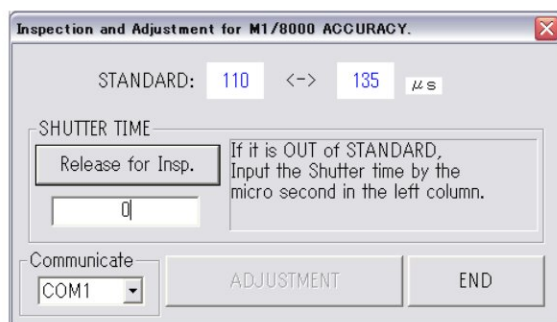 Inspection and Adjustment for M1/8000 ACCURACY.
STANDARD: 110 <-> 135 μs
SHUTTER TIME
Release for Insp.
If it is OUT of STANDARD,
Input the Shutter time by the
micro second in the left column.
0
Communicate
COM1
ADJUSTMENT
END